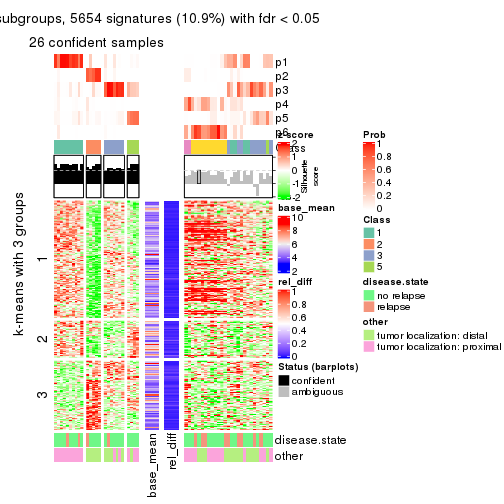 subgroups, 5654 signatures (10.9%) with fdr < 0.05
26 confident samples
p1
p2
p3
p4
p5
p6
Class
k-means with 3 groups
1
2
3
Silhouette
score
z-score
2
-2
base_mean
10
8
6
4
2
rel_diff
1
0.8
0.6
0.4
0.2
0
Status (barplots)
confident
ambiguous
Prob
1
0.8
0.6
0.4
0.2
0
Class
1
2
3
5
disease.state
no relapse
relapse
other
tumor localization: distal
tumor localization: proximal
disease.state
other
base_mean
rel_diff